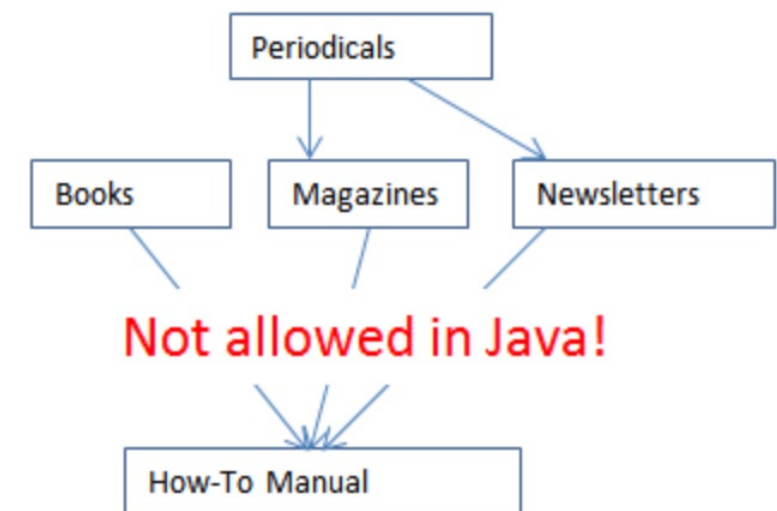 Periodicals
Books
Magazines
Newsletters
Not allowed in Java!
How-To Manual